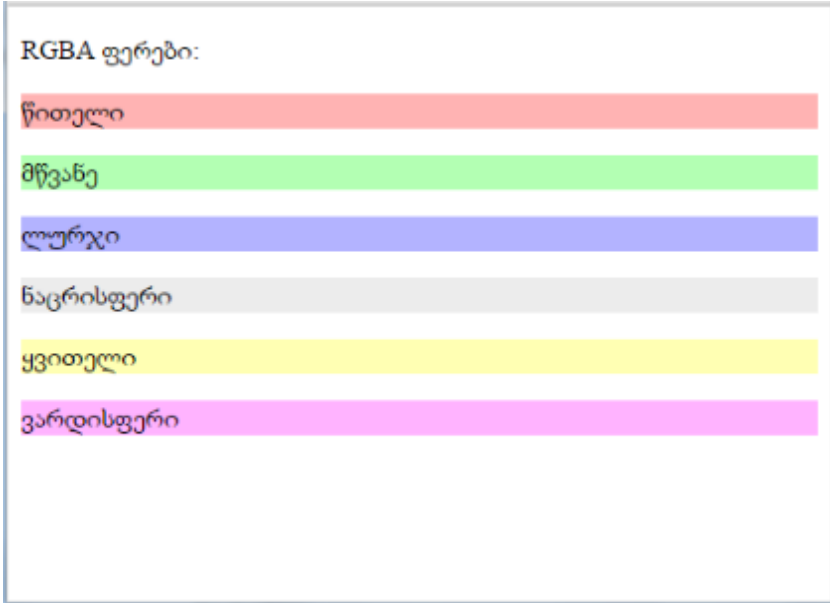 RGBA ფერები:
წითელი
მწვანე
ლურჯი
ნაცრისფერი
ყვითელი
ვარდისფერი